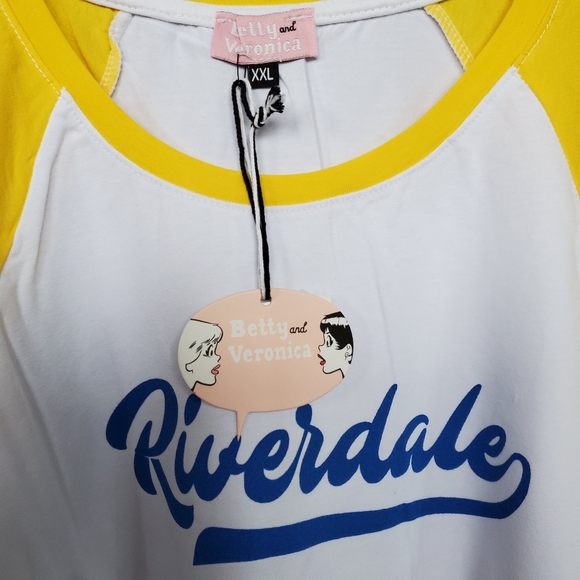 Betty and
Veronica
XXL
Betty and
Veronica
Riverdale